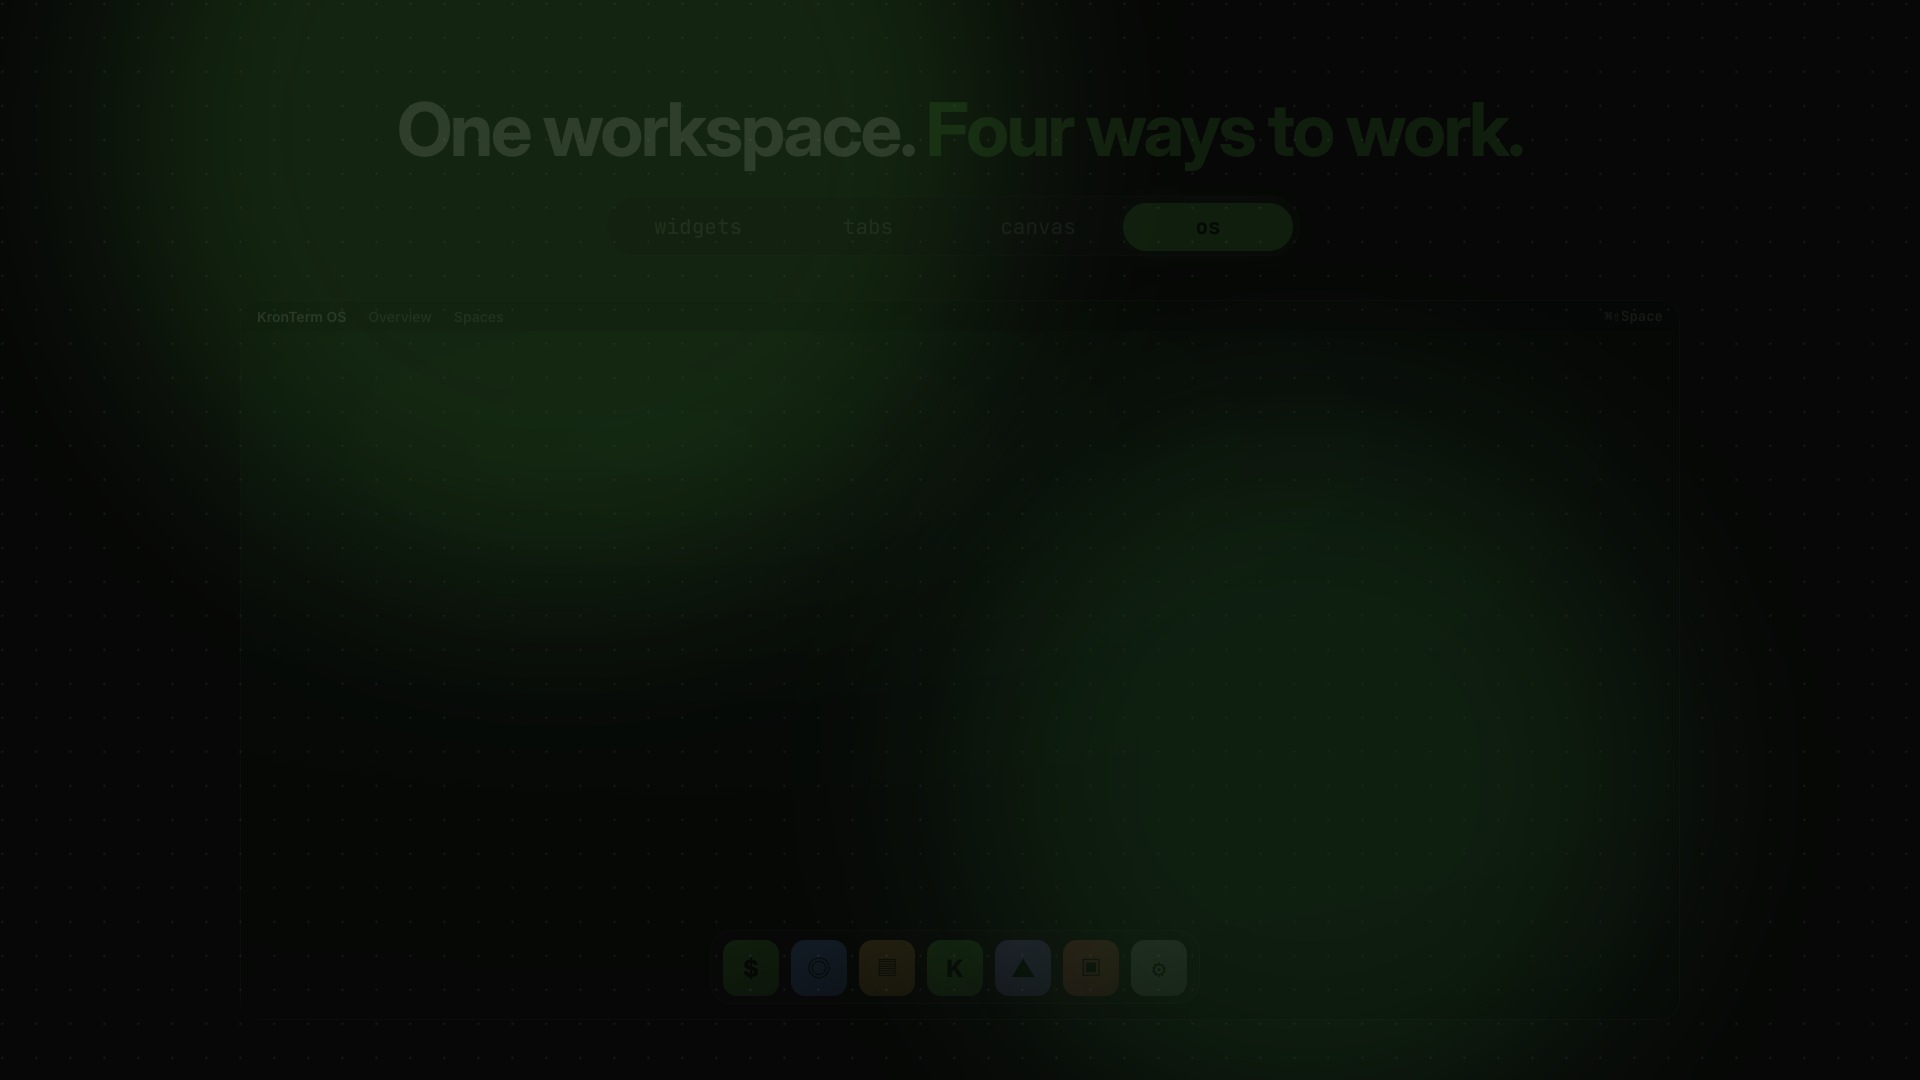 One workspace. Four ways to work.
widgets tabs canvas os
KronTerm OS Overview Spaces ⌘⇧Space
$ K